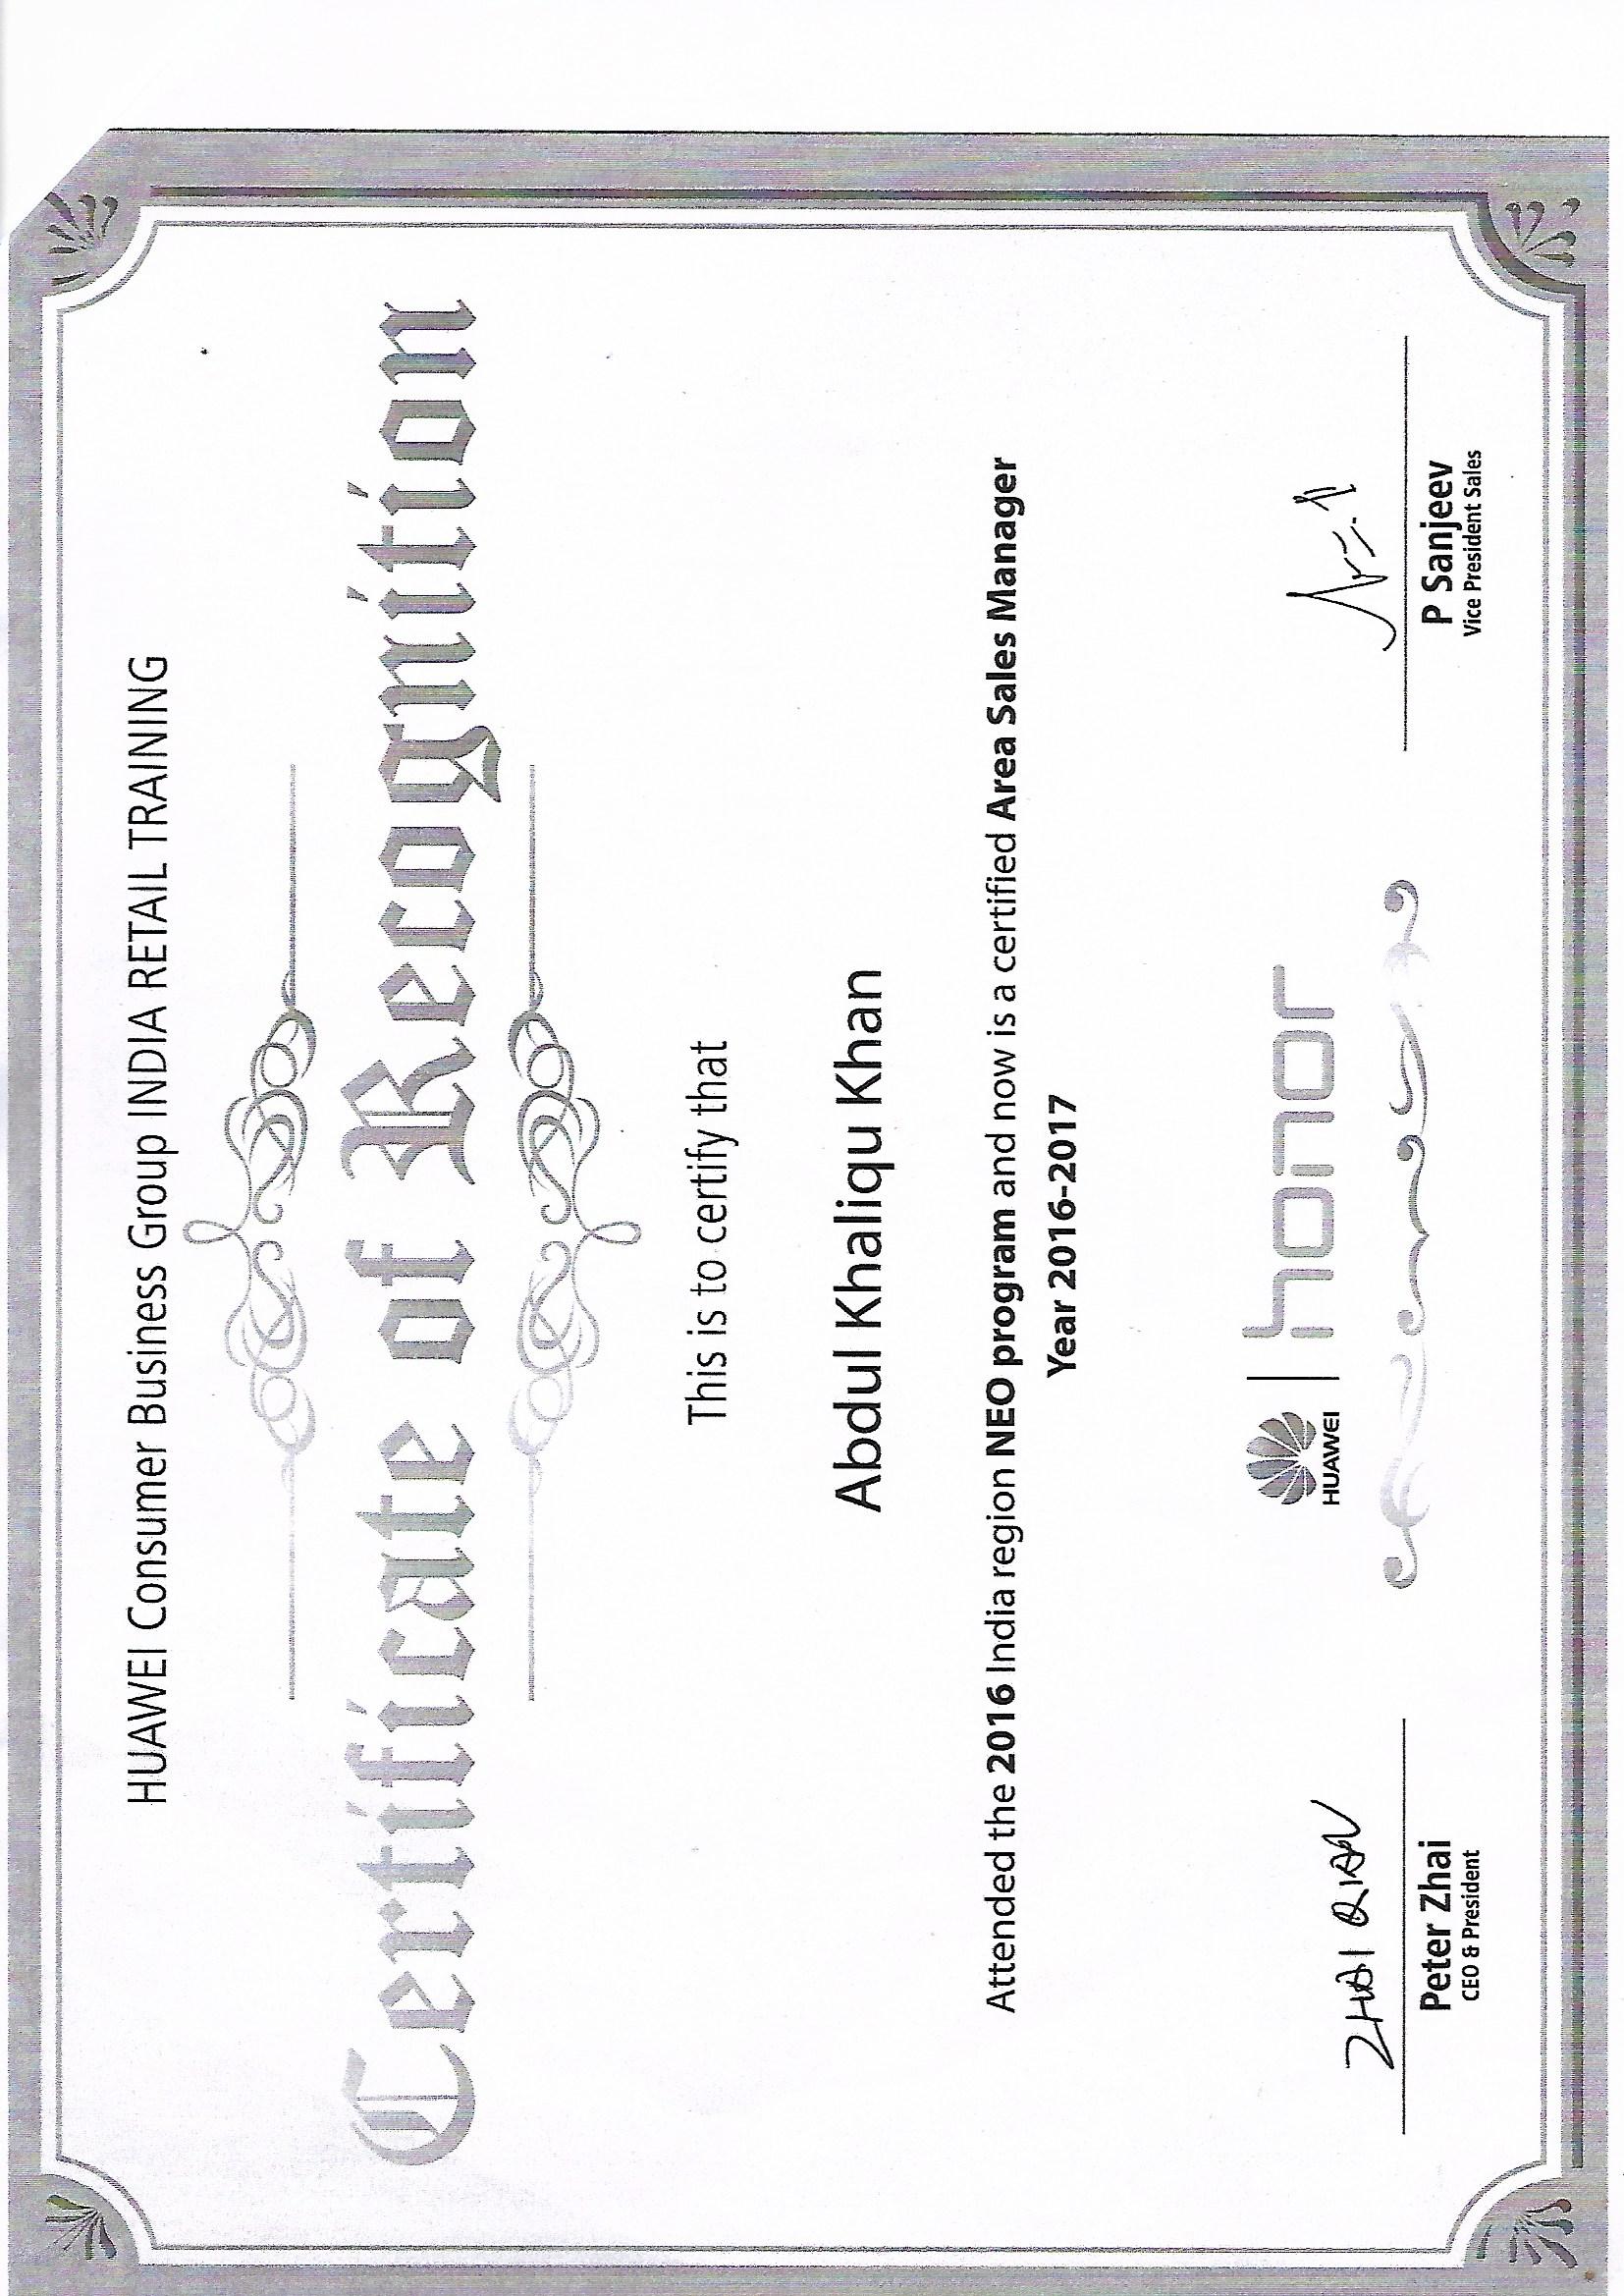 HUAWEI Consumer Business Group INDIA RETAIL TRAINING
Certificate of Recognition
This is to certify that
Abdul Khaliqu Khan
Attended the 2016 India region NEO program and now is a certified Area Sales Manager
Year 2016-2017
HUAWEI | honor
ZHAI QIAN
Peter Zhai
CEO & President
P Sanjeev
Vice President Sales